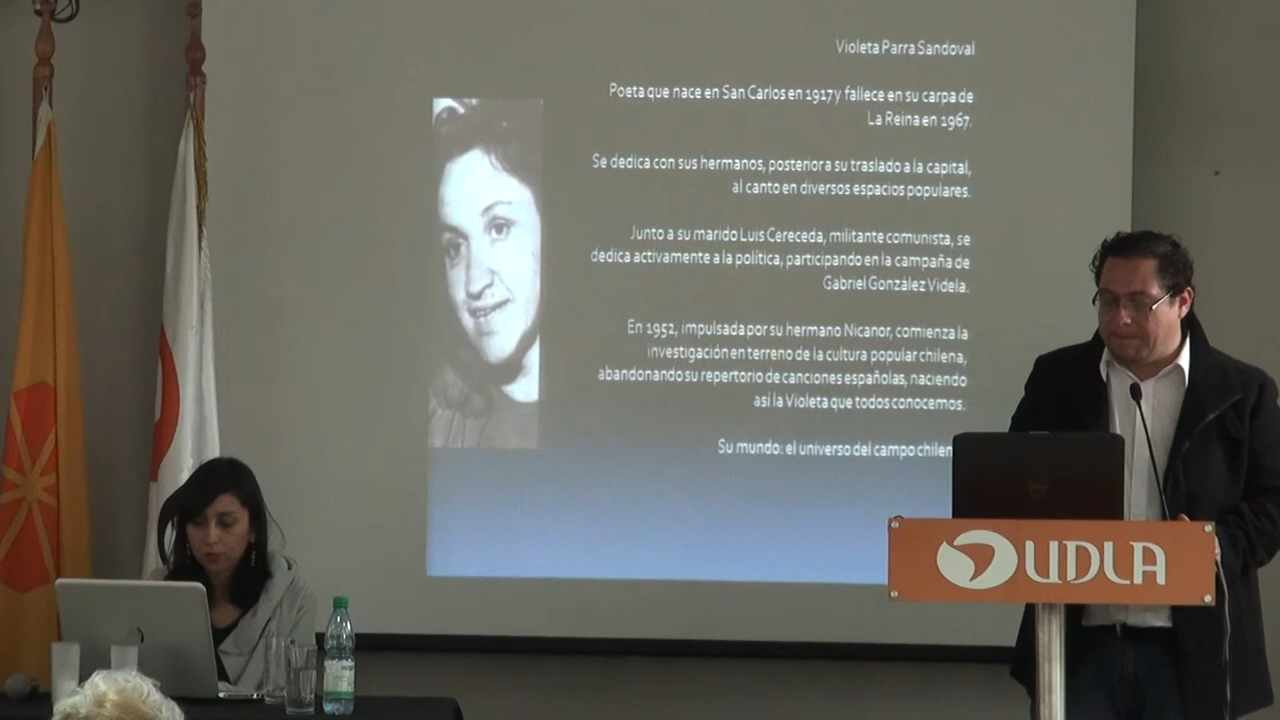 Violeta Parra Sandoval
Poeta que nace en San Carlos en 1917 y fallece en su carpa de
La Reina en 1967.
Se dedica con sus hermanos, posterior a su traslado a la capital,
al canto en diversos espacios populares.
Junto a su marido Luis Cereceda, militante comunista, se
dedica activamente a la política, participando en la campaña de
Gabriel González Videla.
En 1952, impulsada por su hermano Nicanor, comienza la
investigación en terreno de la cultura popular chilena,
abandonando su repertorio de canciones españolas, naciendo
así la Violeta que todos conocemos.
Su mundo: el universo del campo chilen
UDLA